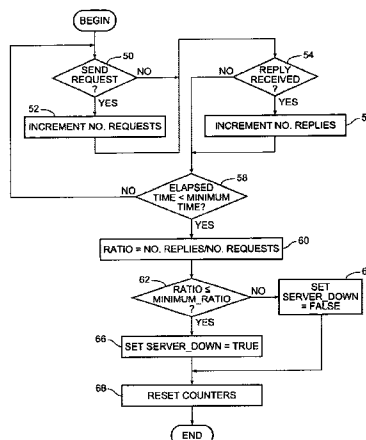 BEGIN
50
SEND
REQUEST
?
NO
YES
52
INCREMENT NO. REQUESTS
54
REPLY
RECEIVED
?
NO
YES
INCREMENT NO. REPLIES
58
ELAPSED
TIME < MINIMUM
TIME?
NO
YES
RATIO = NO. REPLIES/NO. REQUESTS
60
62
RATIO ≤
MINIMUM_RATIO
?
NO
YES
SET
SERVER_DOWN
= FALSE
66
SET SERVER_DOWN = TRUE
68
RESET COUNTERS
END